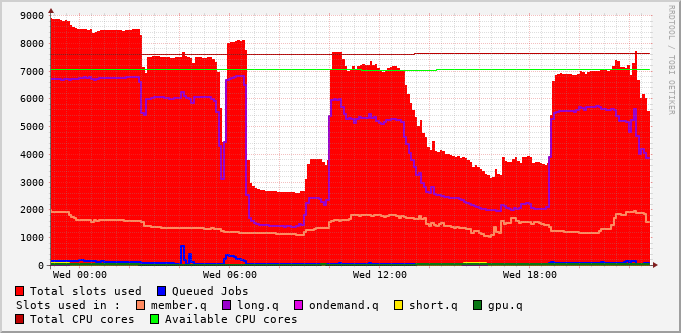 9000
8000
7000
6000
5000
4000
3000
2000
1000
0
Wed 00:00 Wed 06:00 Wed 12:00 Wed 18:00
RRDTOOL / TOBI OETIKER
Total slots used Queued Jobs
Slots used in : member.q long.q ondemand.q short.q gpu.q
Total CPU cores Available CPU cores